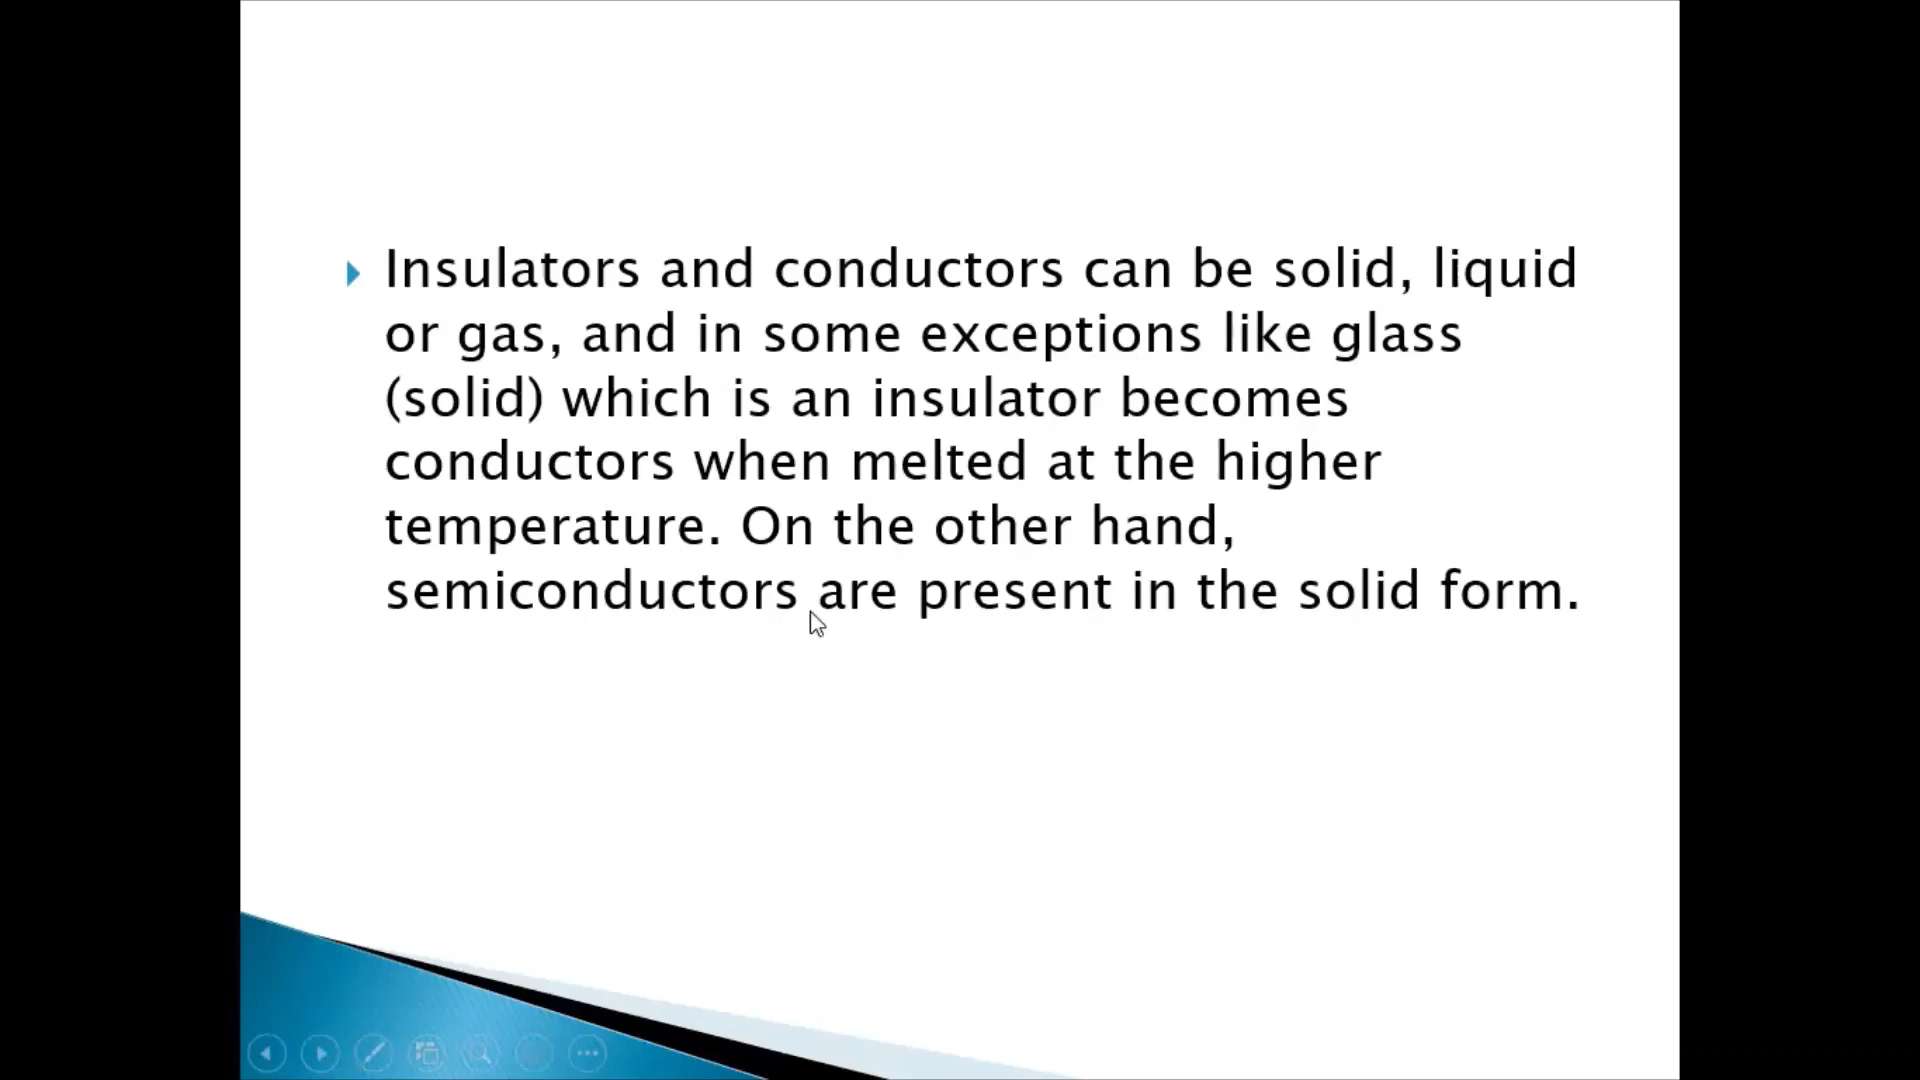 Insulators and conductors can be solid, liquid
or gas, and in some exceptions like glass
(solid) which is an insulator becomes
conductors when melted at the higher
temperature. On the other hand,
semiconductors are present in the solid form.